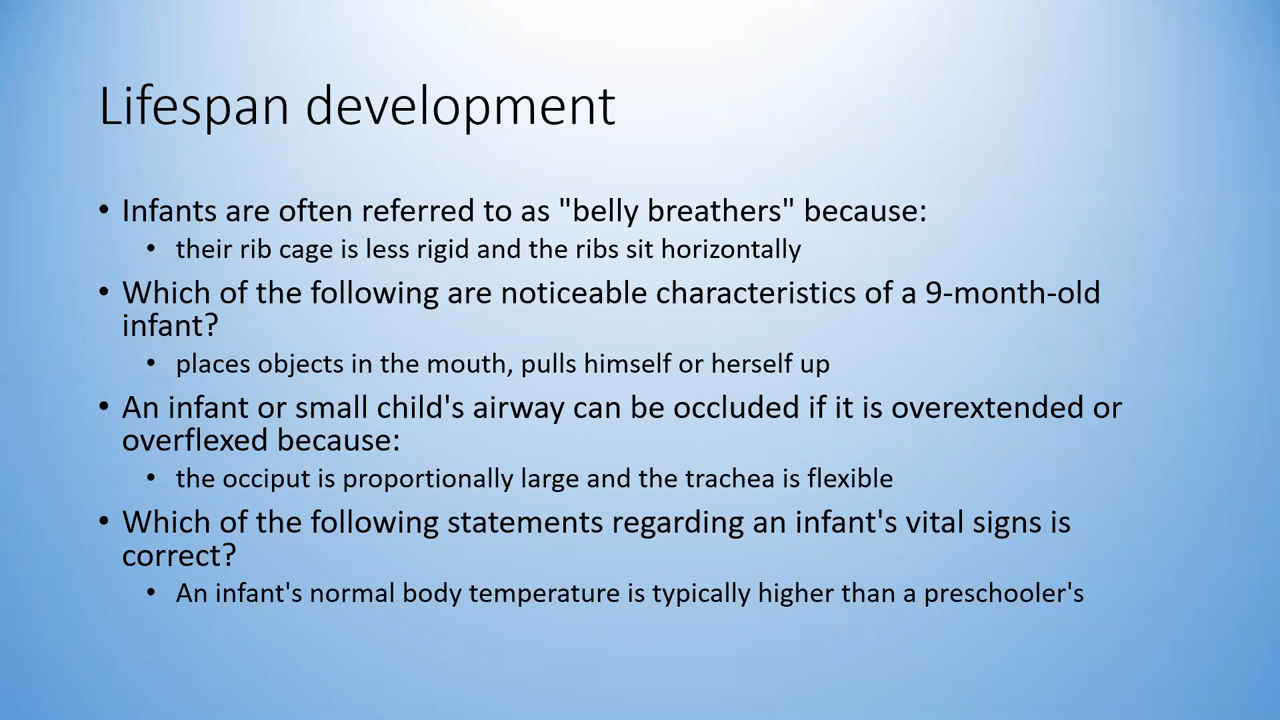 Lifespan development
• Infants are often referred to as "belly breathers" because:
• their rib cage is less rigid and the ribs sit horizontally
• Which of the following are noticeable characteristics of a 9-month-old
infant?
• places objects in the mouth, pulls himself or herself up
• An infant or small child's airway can be occluded if it is overextended or
overflexed because:
• the occiput is proportionally large and the trachea is flexible
• Which of the following statements regarding an infant's vital signs is
correct?
• An infant's normal body temperature is typically higher than a preschooler's